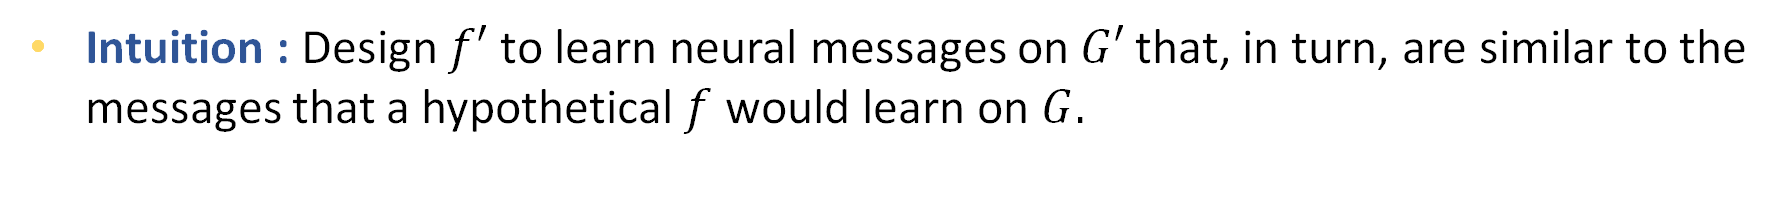 • Intuition : Design f′ to learn neural messages on G′ that, in turn, are similar to the
messages that a hypothetical f would learn on G.